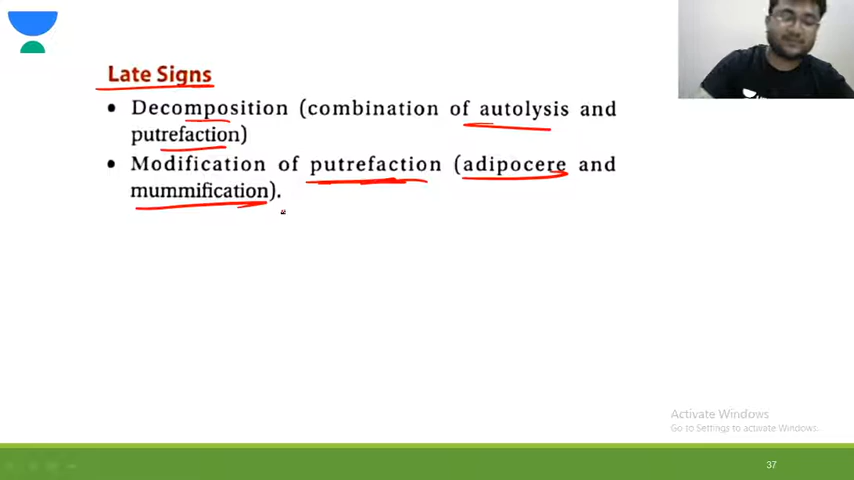 Late Signs
• Decomposition (combination of autolysis and
putrefaction)
• Modification of putrefaction (adipocere and
mummification).
Activate Windows
Go to Settings to activate Windows.
37